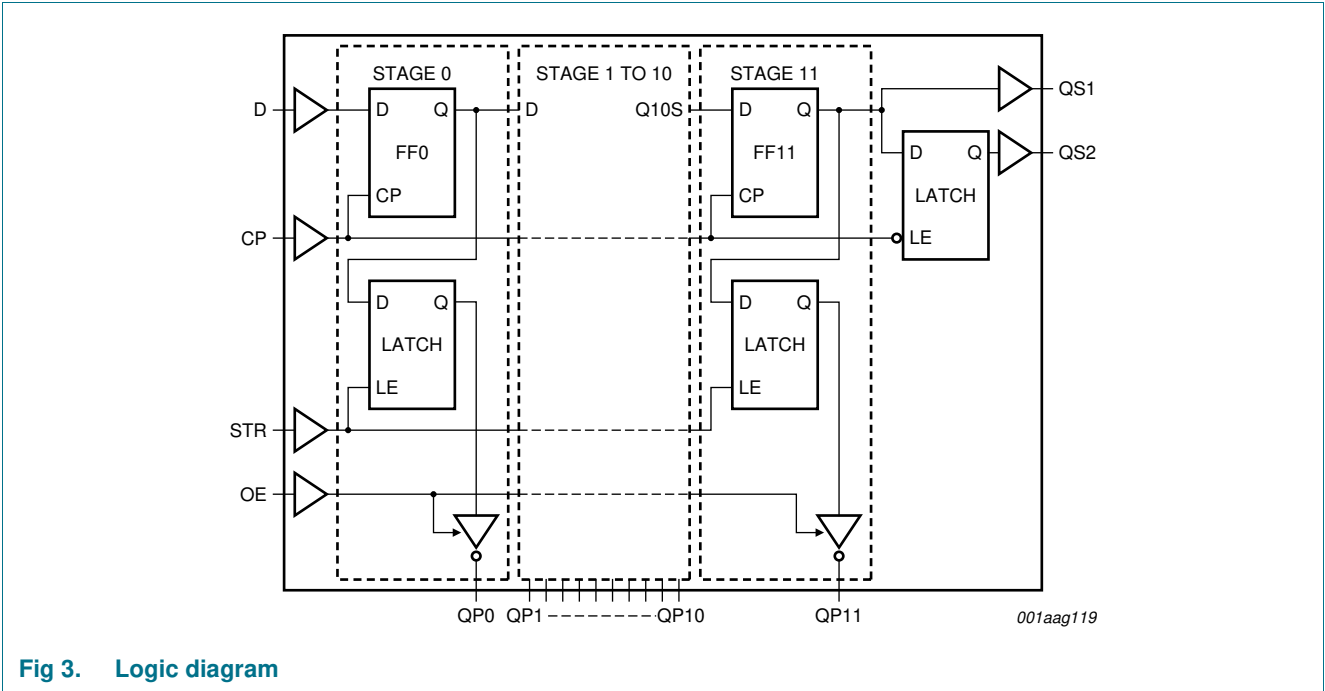 STAGE 0 STAGE 1 TO 10 STAGE 11
D D Q D Q10S D Q QS1
FF0 FF11 D Q QS2
CP CP LATCH
CP LE
D Q D Q
LATCH LATCH
LE LE
STR
OE
QP0 QP1 QP10 QP11 001aag119
Fig 3. Logic diagram